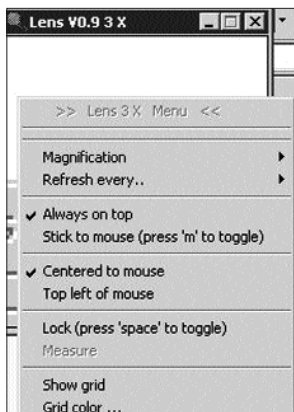 Lens V0.9 3 X
>> Lens 3 X Menu <<
Magnification
Refresh every..
Always on top
Stick to mouse (press 'm' to toggle)
Centered to mouse
Top left of mouse
Lock (press 'space' to toggle)
Measure
Show grid
Grid color ...